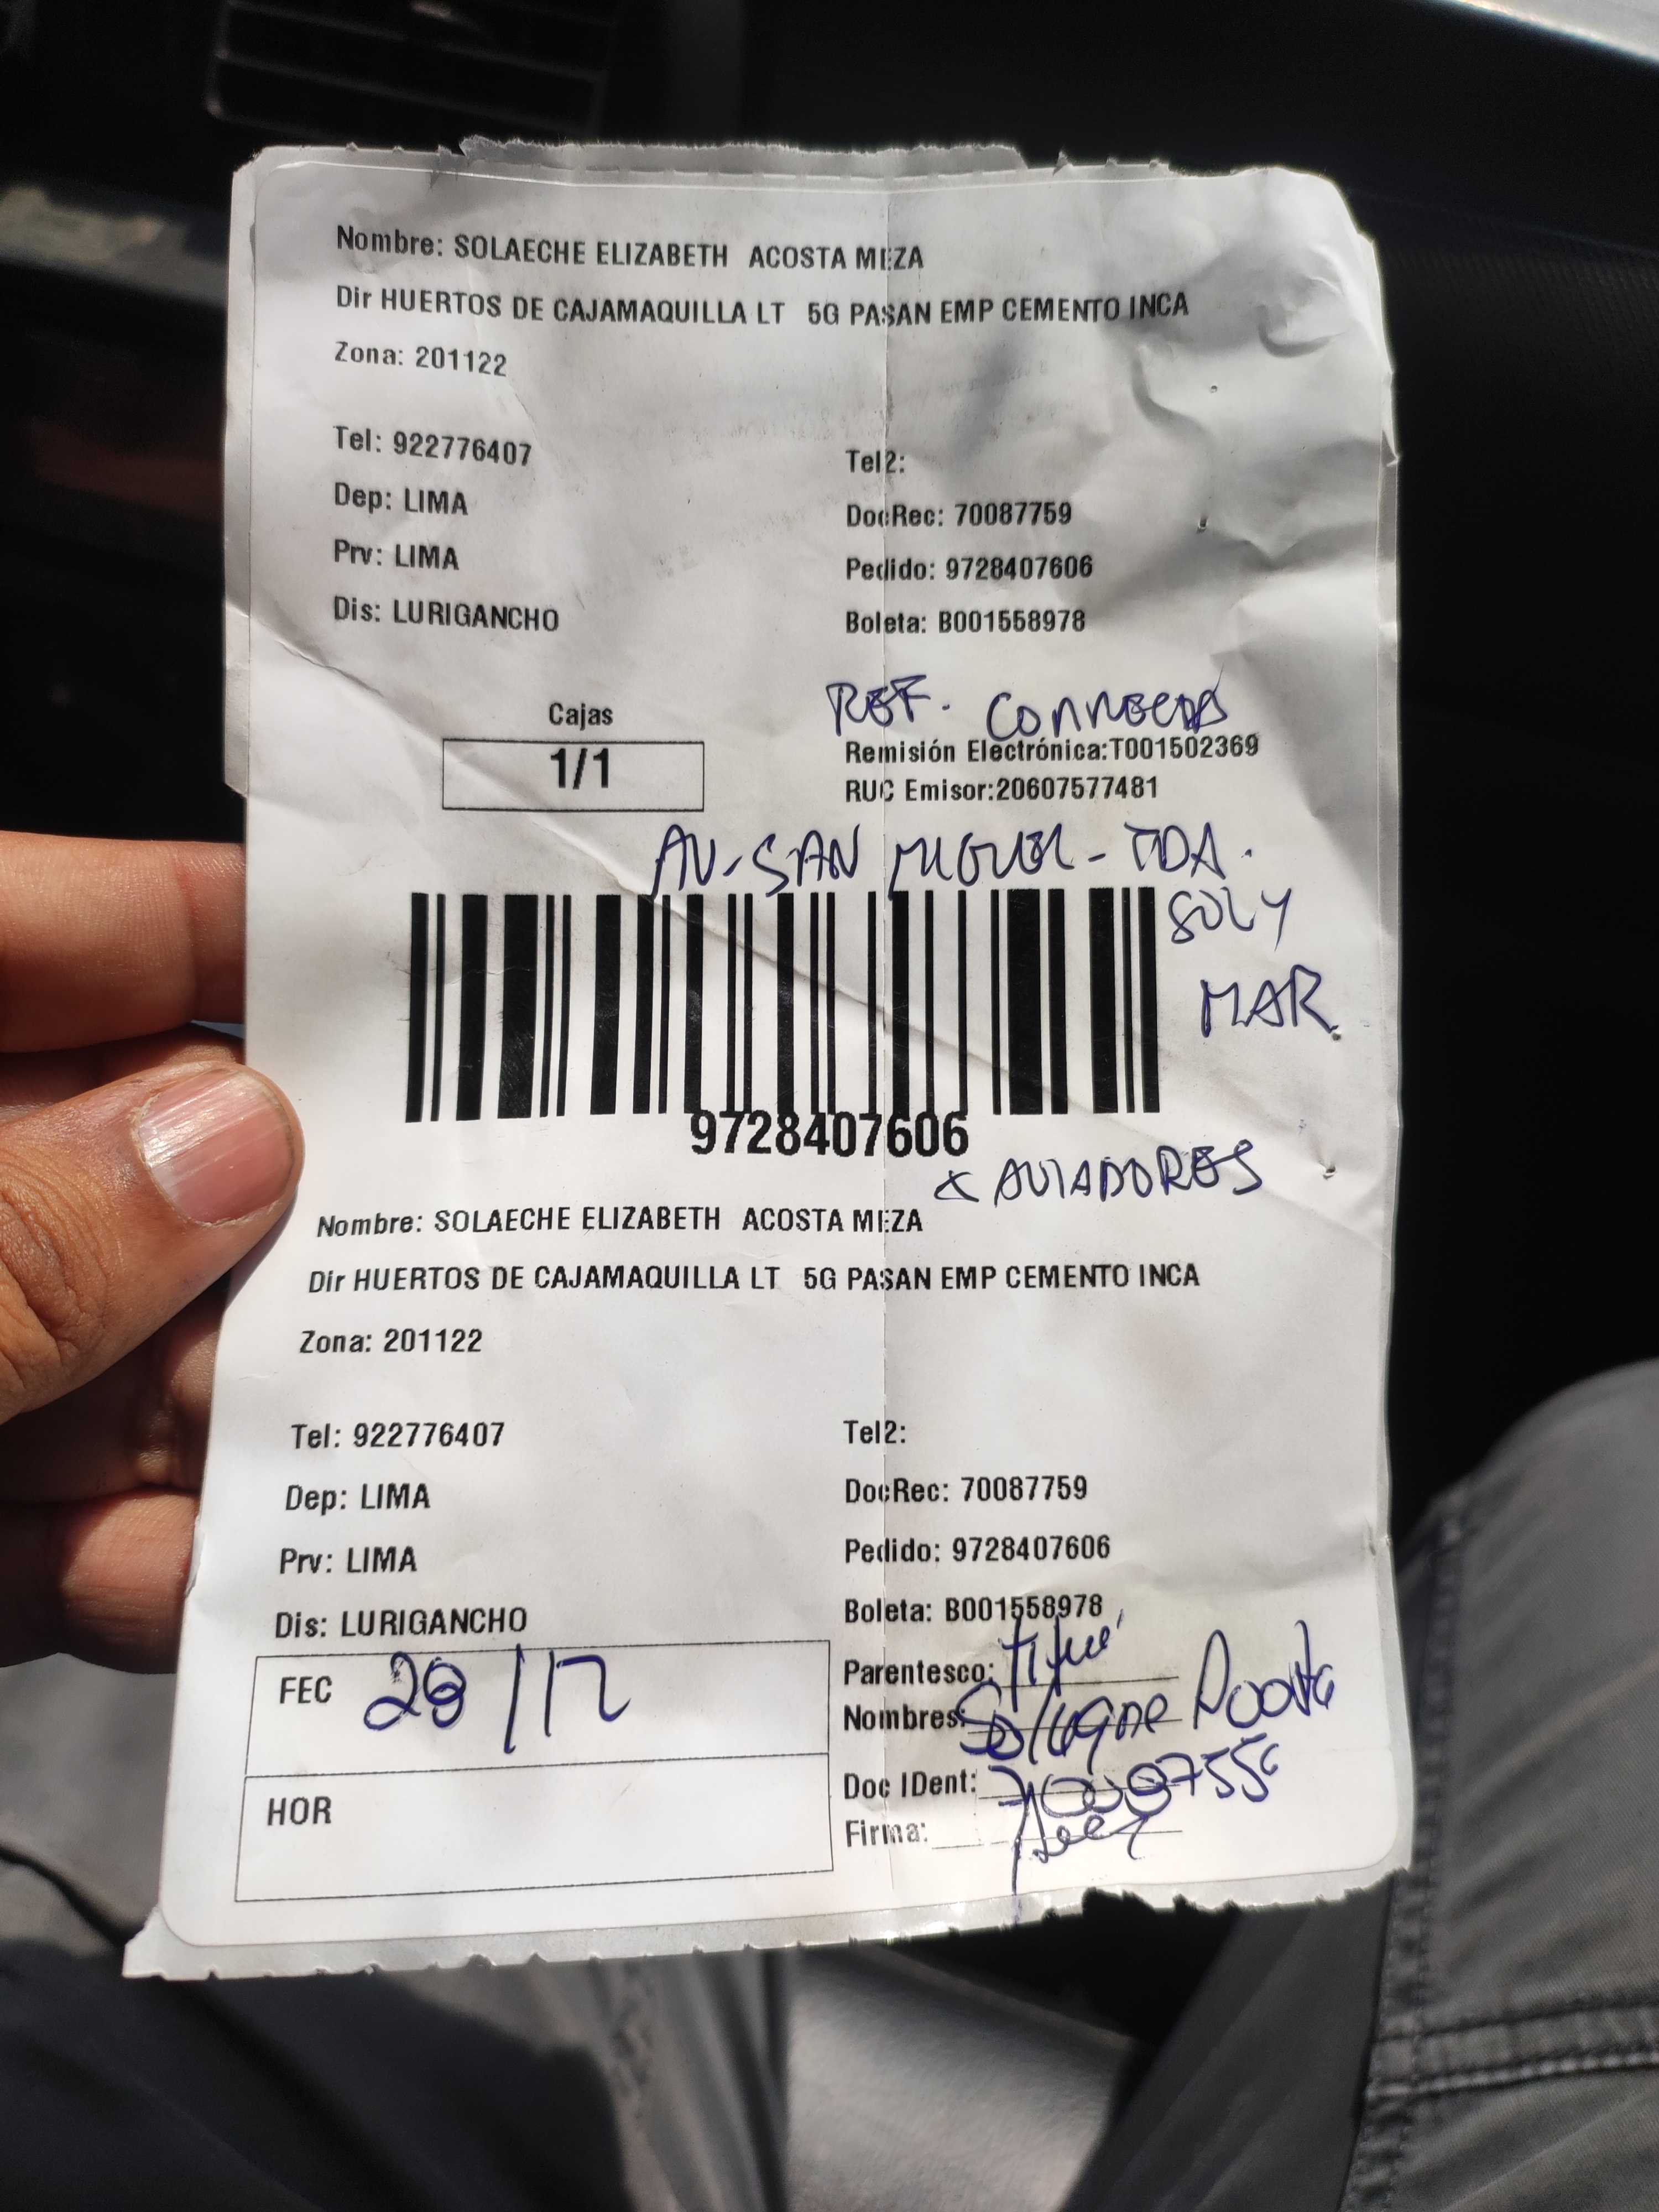 Nombre: SOLAECHE ELIZABETH ACOSTA MEZA
Dir HUERTOS DE CAJAMAQUILLA LT 5G PASAN EMP CEMENTO INCA
Zona: 201122
Tel: 922776407 Tel2:
Dep: LIMA DocRec: 70087759
Prv: LIMA Pedido: 9728407606
Dis: LURIGANCHO Boleta: B001558978
REF.
Cajas
1/1
Remisión Electrónica:T001502369
RUC Emisor:20607577481
AV-SAN MIGUEL-TDA.
SOL Y
MAR.
9728407606
AVIADORES
Nombre: SOLAECHE ELIZABETH ACOSTA MEZA
Dir HUERTOS DE CAJAMAQUILLA LT 5G PASAN EMP CEMENTO INCA
Zona: 201122
Tel: 922776407 Tel2:
Dep: LIMA DocRec: 70087759
Prv: LIMA Pedido: 9728407606
Dis: LURIGANCHO Boleta: B001558978
FEC 28/12
Parentesco:
Nombres:
HOR
Doc IDent:
Firma: